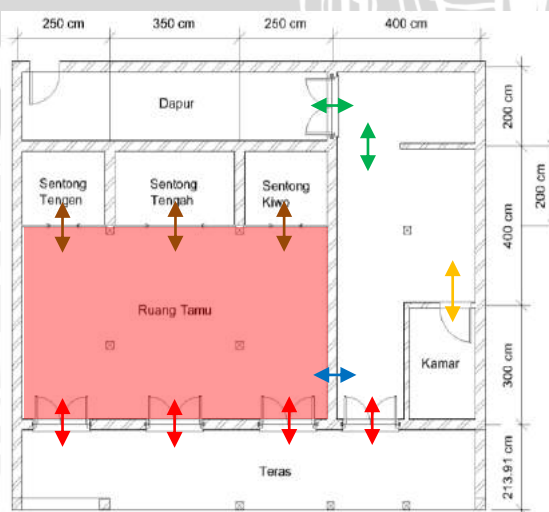 250 cm 350 cm 250 cm 400 cm
Dapur
200 cm
Sentong
Tengen
Sentong
Tengah
Sentong
Kiwo
200 cm
400 cm
Ruang Tamu
Kamar
300 cm
Teras
213.91 cm